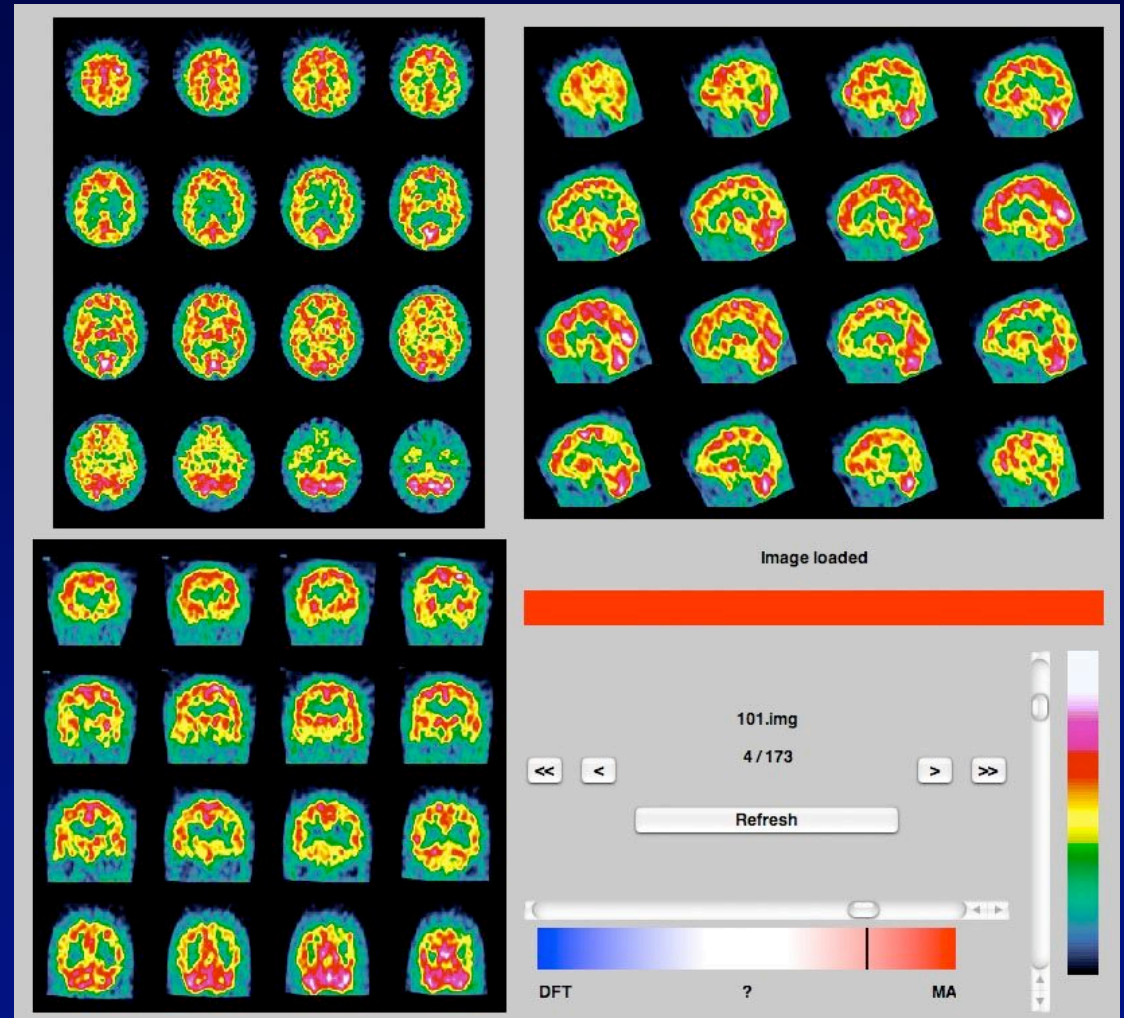 Image loaded
101.img
4 / 173
<< < > >>
Refresh
DFT ? MA